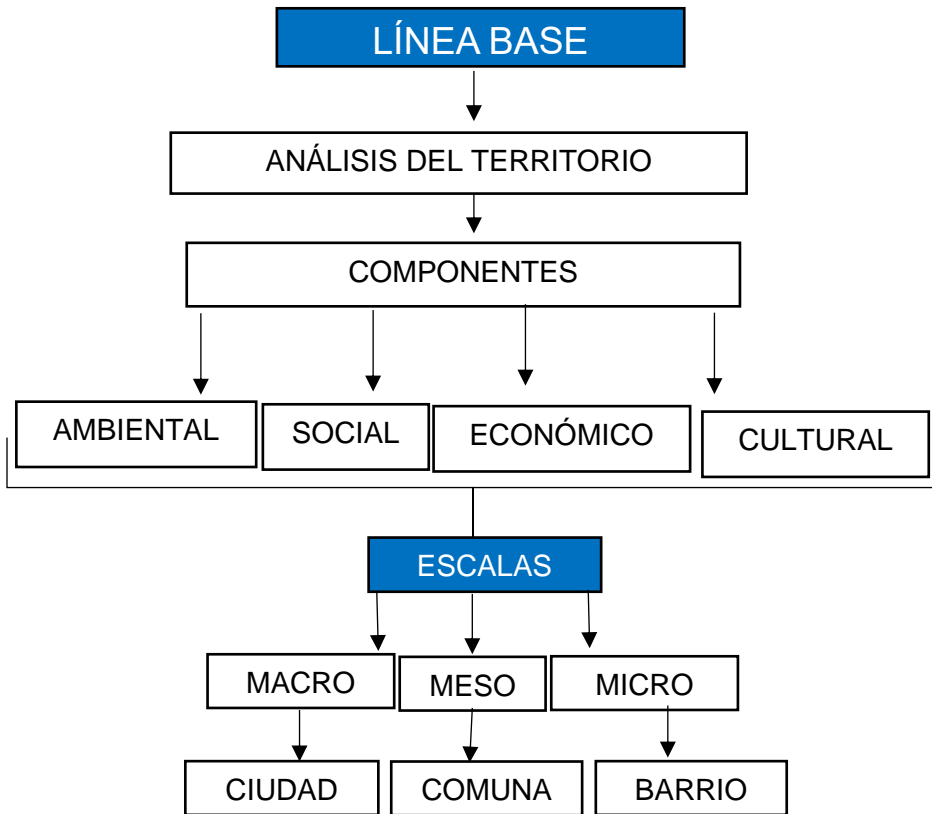 LÍNEA BASE
ANÁLISIS DEL TERRITORIO
COMPONENTES
AMBIENTAL
SOCIAL
ECONÓMICO
CULTURAL
ESCALAS
MACRO
MESO
MICRO
CIUDAD
COMUNA
BARRIO